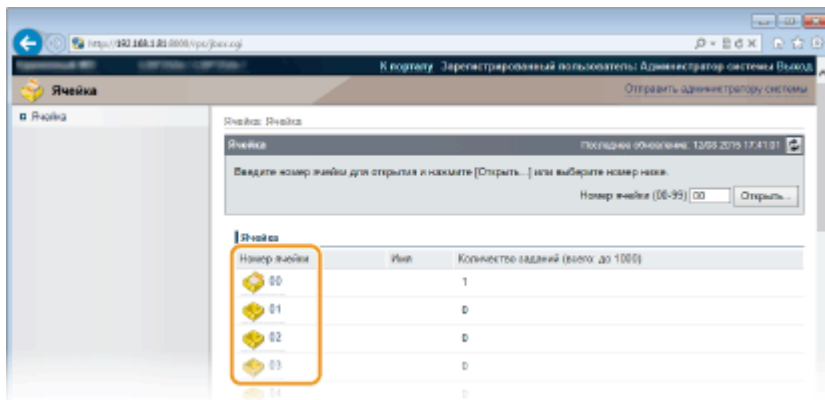 К порталу Зарегистрированный пользователь: Администратор системы Выход
Ячейка
Отправить администратору системы
Ячейка
Ячейка: Ячейка
Ячейка
Последнее обновление: 12/08 2015 17:41:01
Введите номер ячейки для открытия и нажмите [Открыть...] или выберите номер ниже.
Номер ячейки (00-99) 00 Открыть...
Ячейка
Номер ячейки Имя Количество заданий (всего: до 1000)
00 1
01 0
02 0
03 0
04 0